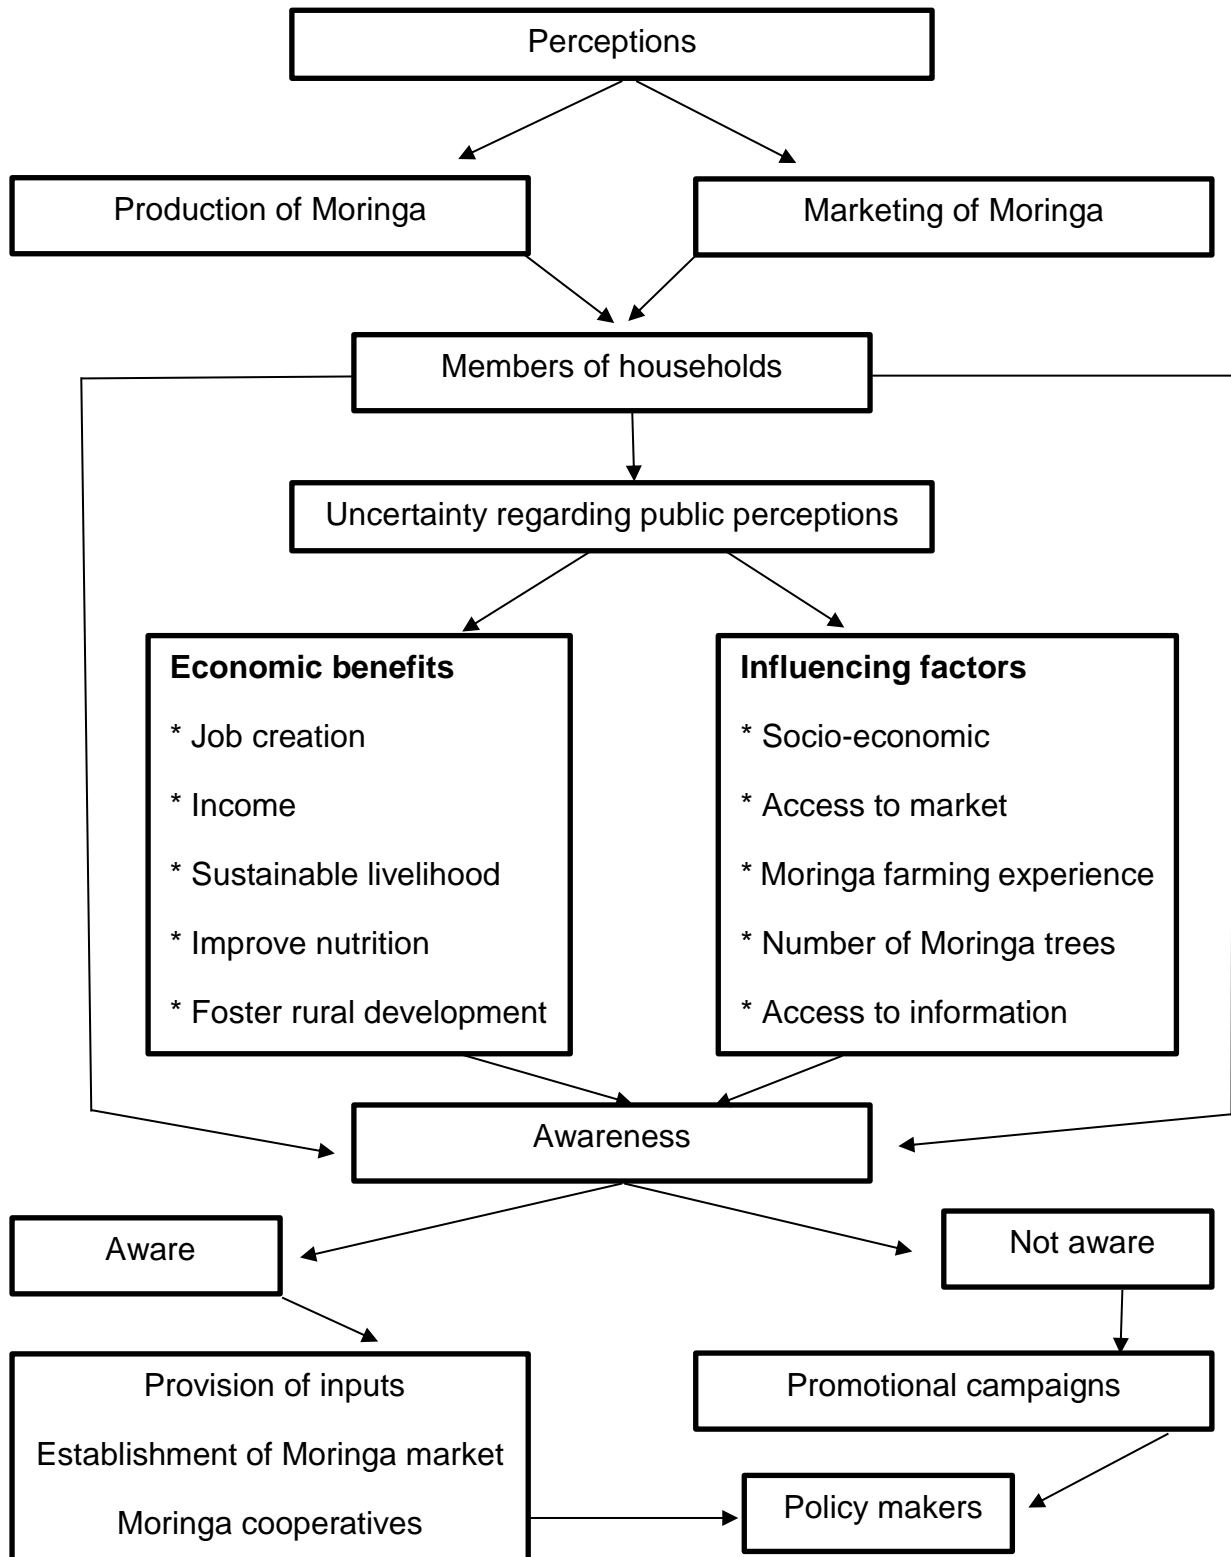 Perceptions
Production of Moringa
Marketing of Moringa
Members of households
Uncertainty regarding public perceptions
Economic benefits
* Job creation
* Income
* Sustainable livelihood
* Improve nutrition
* Foster rural development
Influencing factors
* Socio-economic
* Access to market
* Moringa farming experience
* Number of Moringa trees
* Access to information
Awareness
Aware
Not aware
Provision of inputs
Establishment of Moringa market
Moringa cooperatives
Promotional campaigns
Policy makers